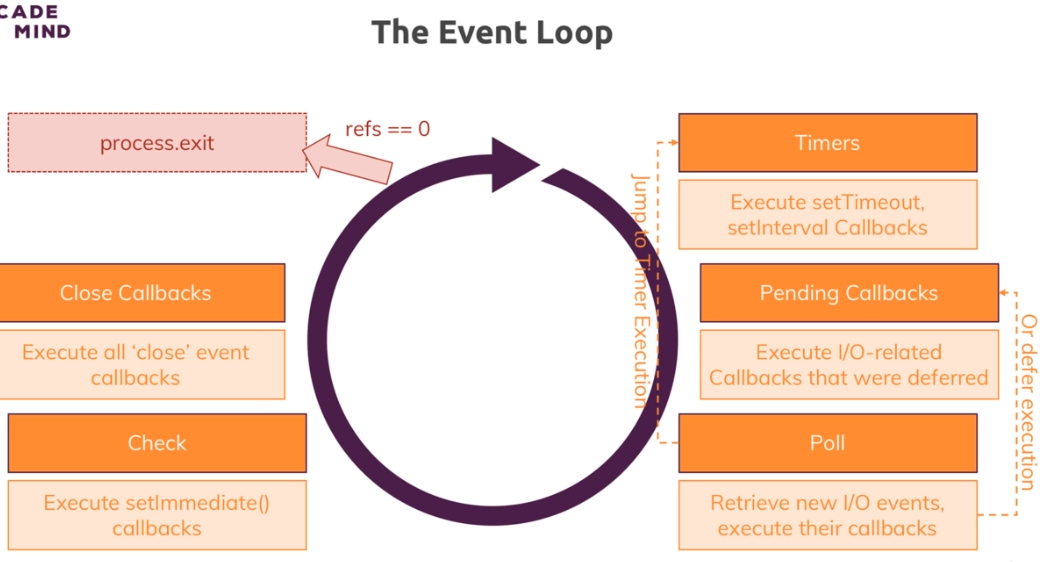 CADE
MIND
The Event Loop
process.exit
refs == 0
Timers
Execute setTimeout,
setInterval Callbacks
Jump to Timer Execution
Close Callbacks
Execute all ‘close’ event
callbacks
Pending Callbacks
Execute I/O-related
Callbacks that were deferred
Or defer execution
Check
Execute setImmediate()
callbacks
Poll
Retrieve new I/O events,
execute their callbacks